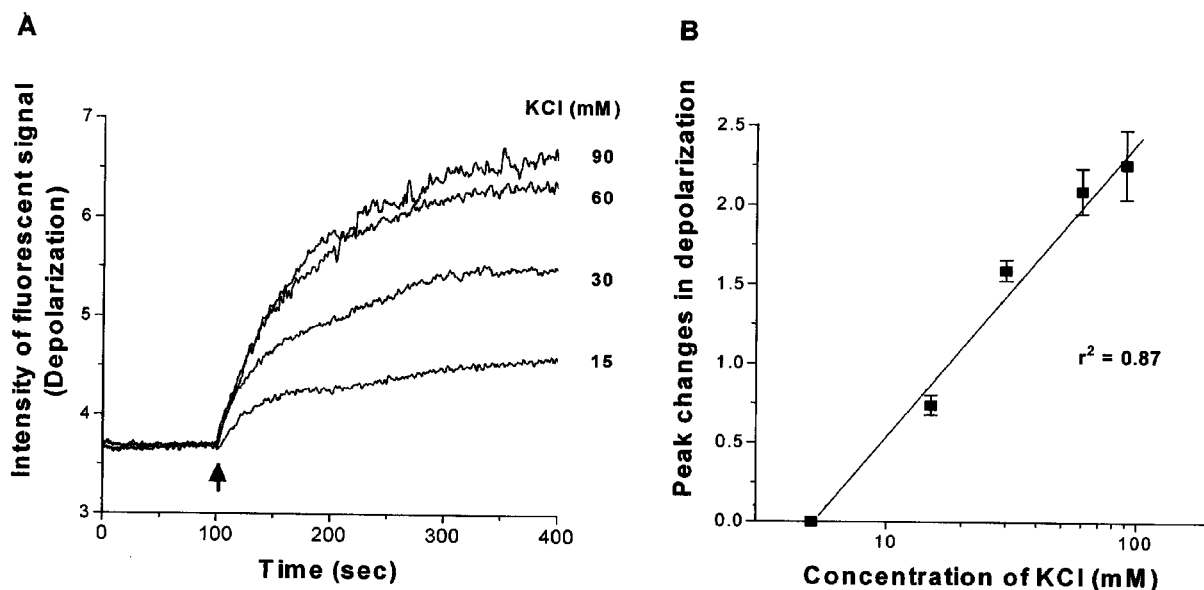 A
Intensity of fluorescent signal
(Depolarization)
7
6
5
4
3
0
100
200
300
400
Time (sec)
KCl (mM)
90
60
30
15
B
Peak changes in depolarization
2.5
2.0
1.5
1.0
0.5
0.0
10
100
Concentration of KCl (mM)
r² = 0.87